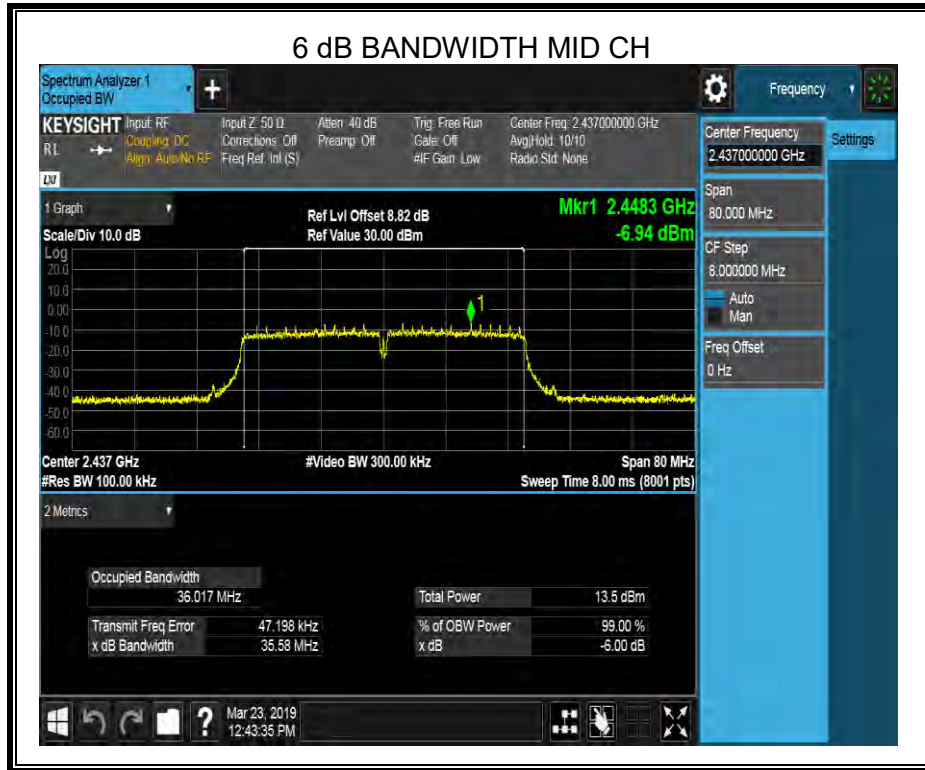 6 dB BANDWIDTH MID CH
Spectrum Analyzer 1
Occupied BW
+
Frequency
KEYSIGHT
RL
Input: RF
Coupling: DC
Align: Auto/No RF
Input Z: 50 Ω
Corrections: Off
Freq Ref: Int (S)
Atten: 40 dB
Preamp: Off
Trig: Free Run
Gate: Off
#IF Gain: Low
Center Freq: 2.437000000 GHz
Avg|Hold: 10/10
Radio Std: None
LXI
Center Frequency
2.437000000 GHz
Settings
Span
80.000 MHz
CF Step
8.000000 MHz
Auto
Man
Freq Offset
0 Hz
1 Graph
Scale/Div 10.0 dB
Ref Lvl Offset 8.82 dB
Ref Value 30.00 dBm
Mkr1 2.4483 GHz
-6.94 dBm
Log
20.0
10.0
0.00
-10.0
-20.0
-30.0
-40.0
-50.0
-60.0
1
Center 2.437 GHz
#Res BW 100.00 kHz
#Video BW 300.00 kHz
Span 80 MHz
Sweep Time 8.00 ms (8001 pts)
2 Metrics
Occupied Bandwidth
36.017 MHz
Total Power 13.5 dBm
Transmit Freq Error 47.198 kHz
% of OBW Power 99.00 %
x dB Bandwidth 35.58 MHz
x dB -6.00 dB
?
Mar 23, 2019
12:43:35 PM